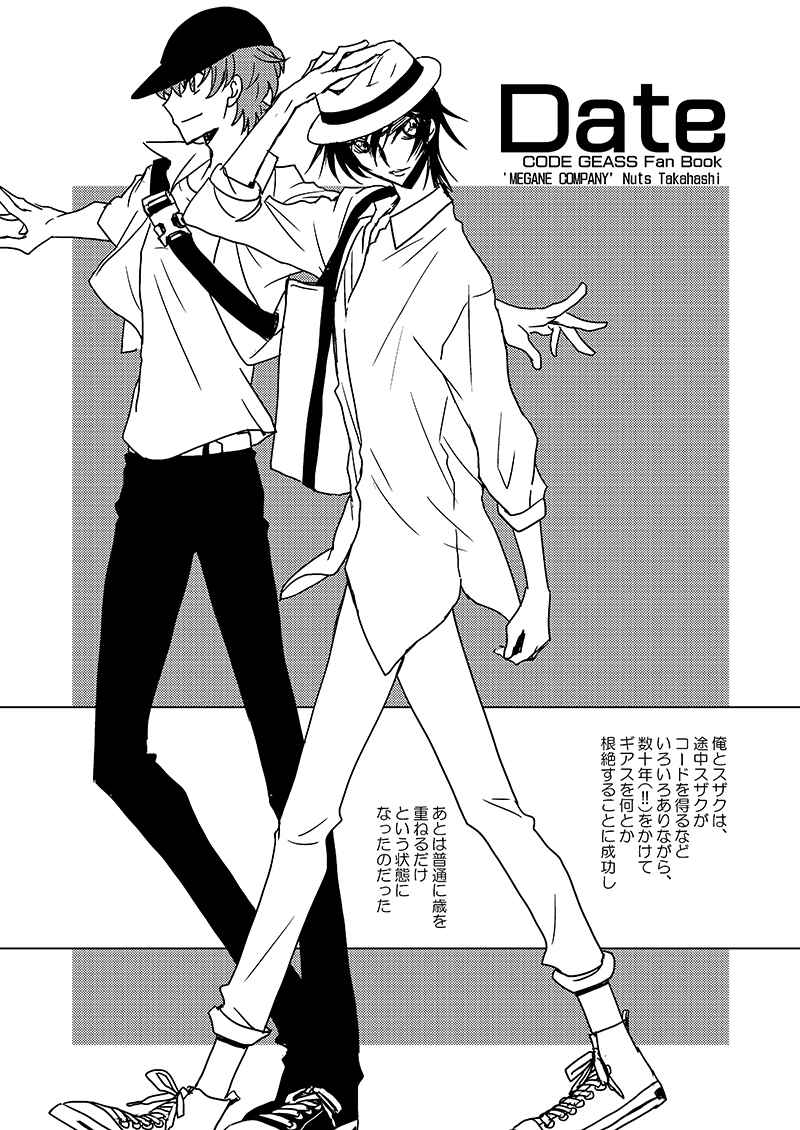 Date
CODE GEASS Fan Book
'MEGANE COMPANY' Nuts Takahashi
俺とスザクは、
途中スザクが
コードを得るなど
いろいろありながら、
数十年(!!)をかけて
ギアスを何とか
根絶することに成功し
あとは普通に歳を
重ねるだけ
という状態に
なったのだった